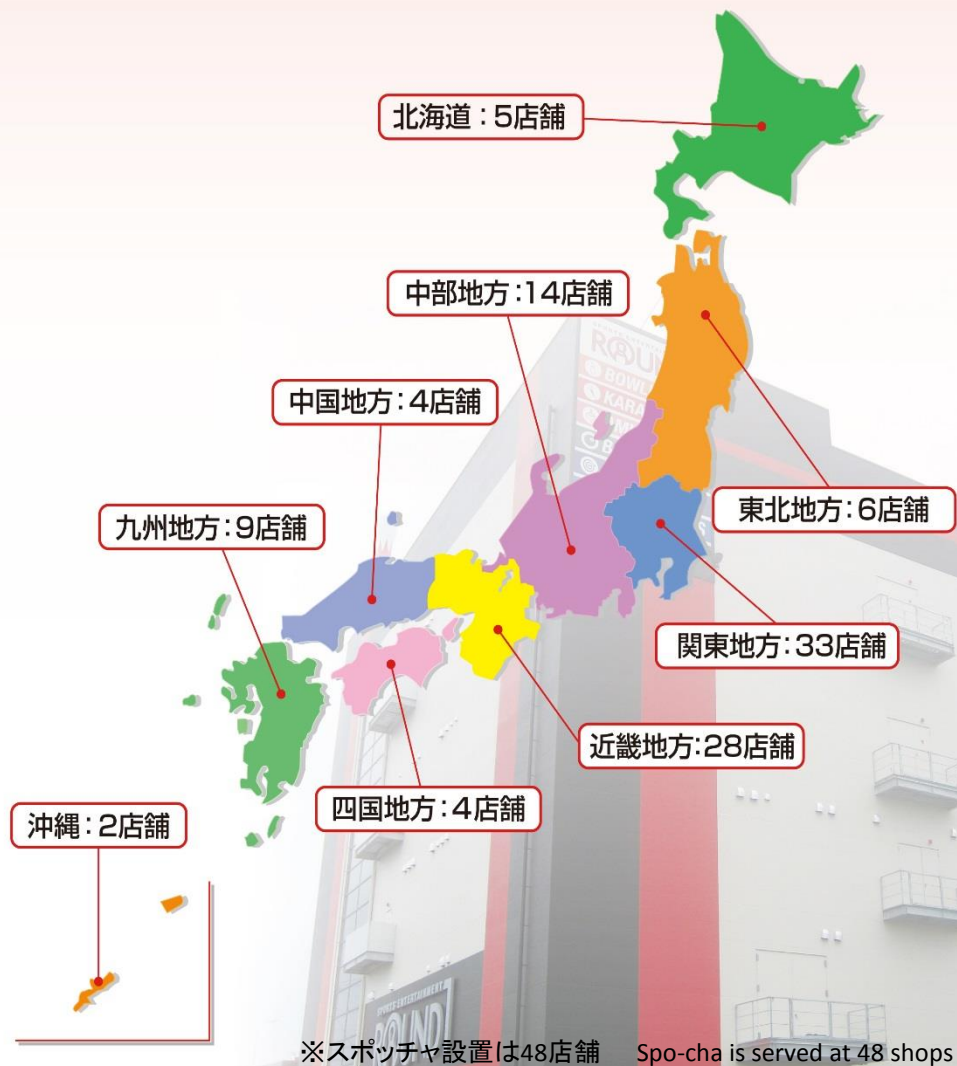 北海道：5店舗
中部地方：14店舗
中国地方：4店舗
東北地方：6店舗
九州地方：9店舗
関東地方：33店舗
近畿地方：28店舗
四国地方：4店舗
沖縄：2店舗
SPORTS ENTERTAINMENT
ROUND
※スポッチャ設置は48店舗 Spo-cha is served at 48 shops